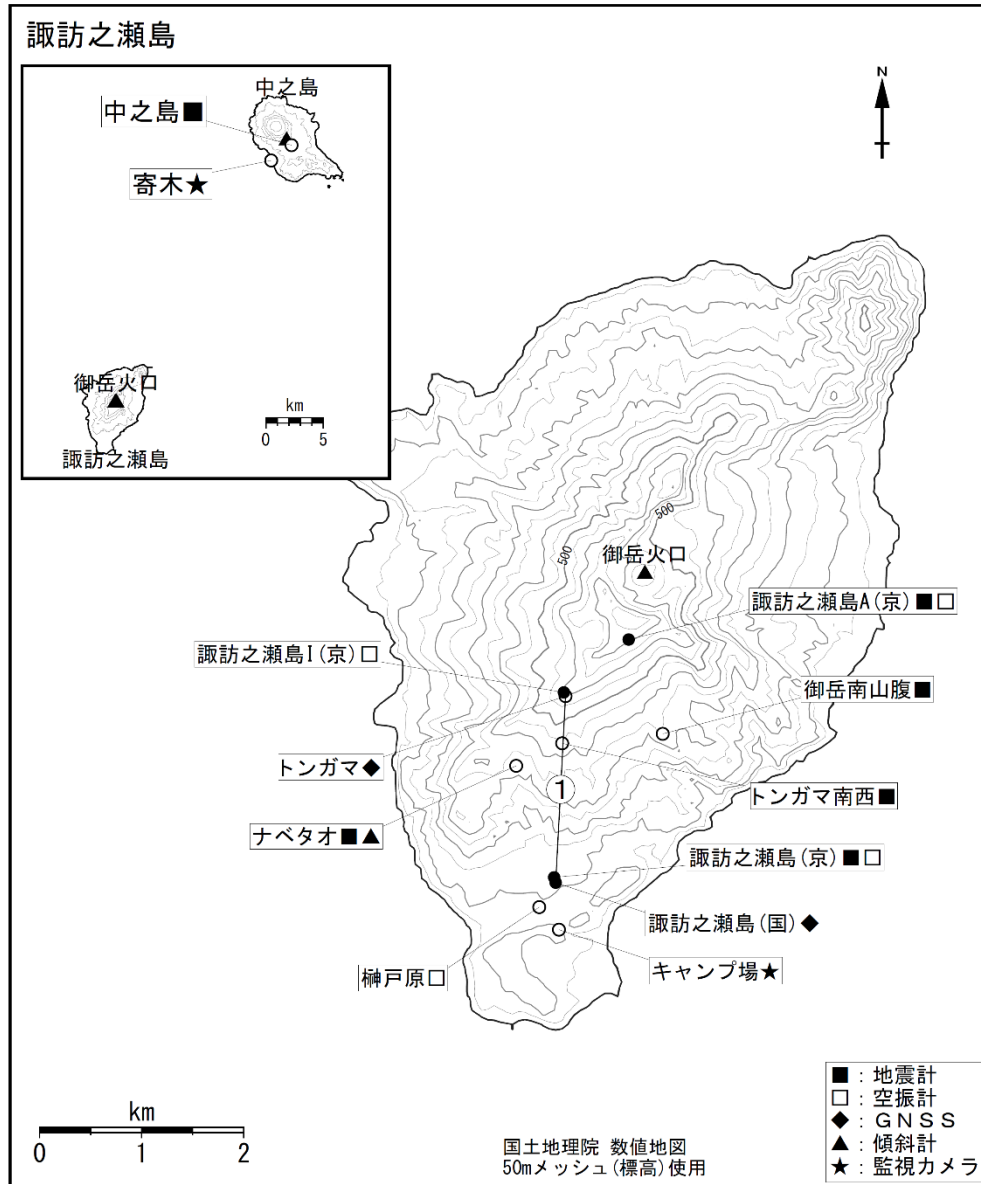 諏訪之瀬島
中之島
中之島■
寄木★
御岳火口
諏訪之瀬島
km
0 5
N
500
500
御岳火口
諏訪之瀬島A(京)■□
諏訪之瀬島I(京)□
御岳南山腹■
トンガマ◆
トンガマ南西■
①
ナベタオ■▲
諏訪之瀬島(京)■□
諏訪之瀬島(国)◆
榊戸原□
キャンプ場★
km
0 1 2
国土地理院 数値地図
50mメッシュ(標高)使用
■:地震計
□:空振計
◆:GNSS
▲:傾斜計
★:監視カメラ